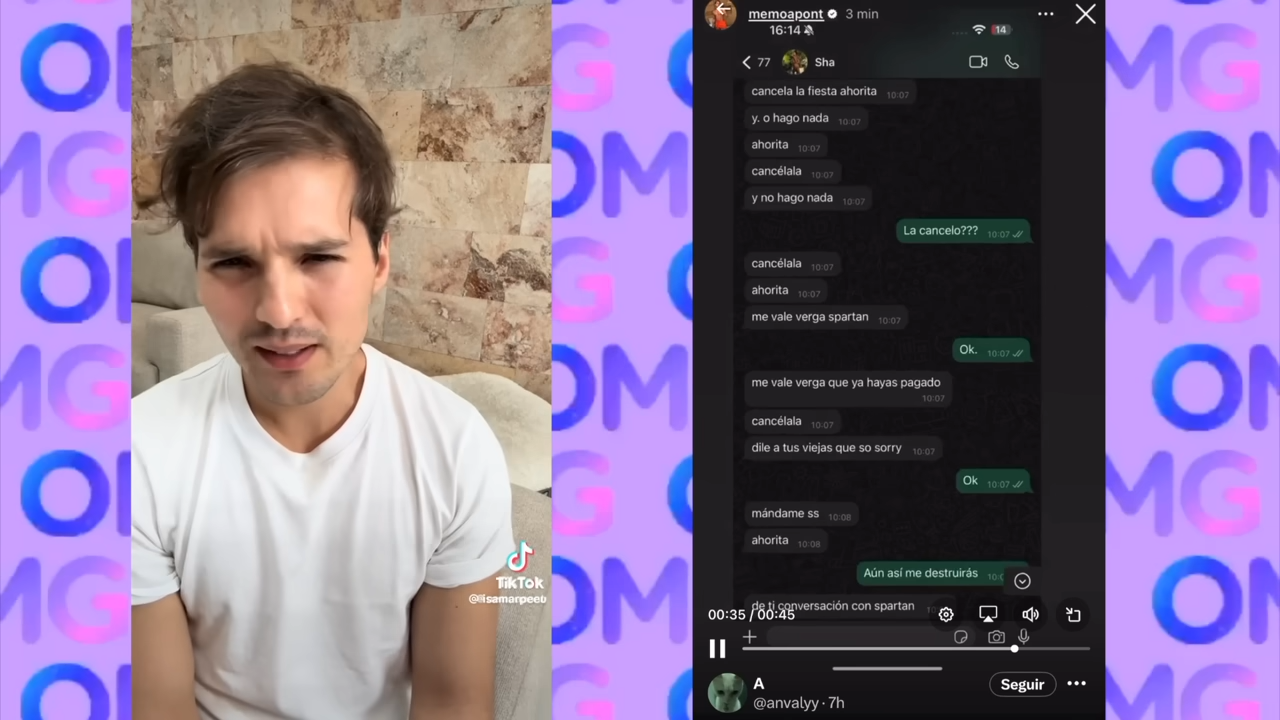 TikTok
memoapont 3 min
16:14
14
77 Sha
cancela la fiesta ahorita 10:07
y. o hago nada 10:07
ahorita 10:07
cancélala 10:07
y no hago nada 10:07
La cancelo??? 10:07
cancélala 10:07
ahorita 10:07
me vale verga spartan 10:07
Ok. 10:07
me vale verga que ya hayas pagado
10:07
cancélala 10:07
dile a tus viejas que so sorry 10:07
Ok 10:07
mándame ss 10:08
ahorita 10:08
Aún así me destruirás
de ti conversación con spartan
00:35 / 00:45
A
@anvalyy · 7h
Seguir
OMG
OMG
OMG